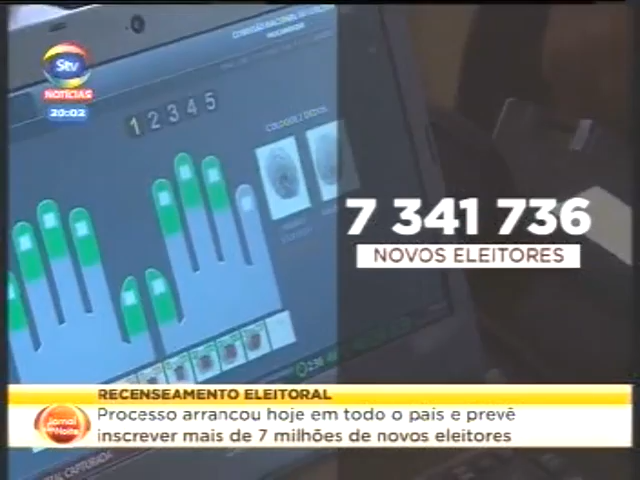 Stv
NOTÍCIAS
20:02
1 2 3 4 5
7 341 736
NOVOS ELEITORES
RECENSEAMENTO ELEITORAL
Jornal da Noite
Processo arrancou hoje em todo o país e prevê
inscrever mais de 7 milhões de novos eleitores